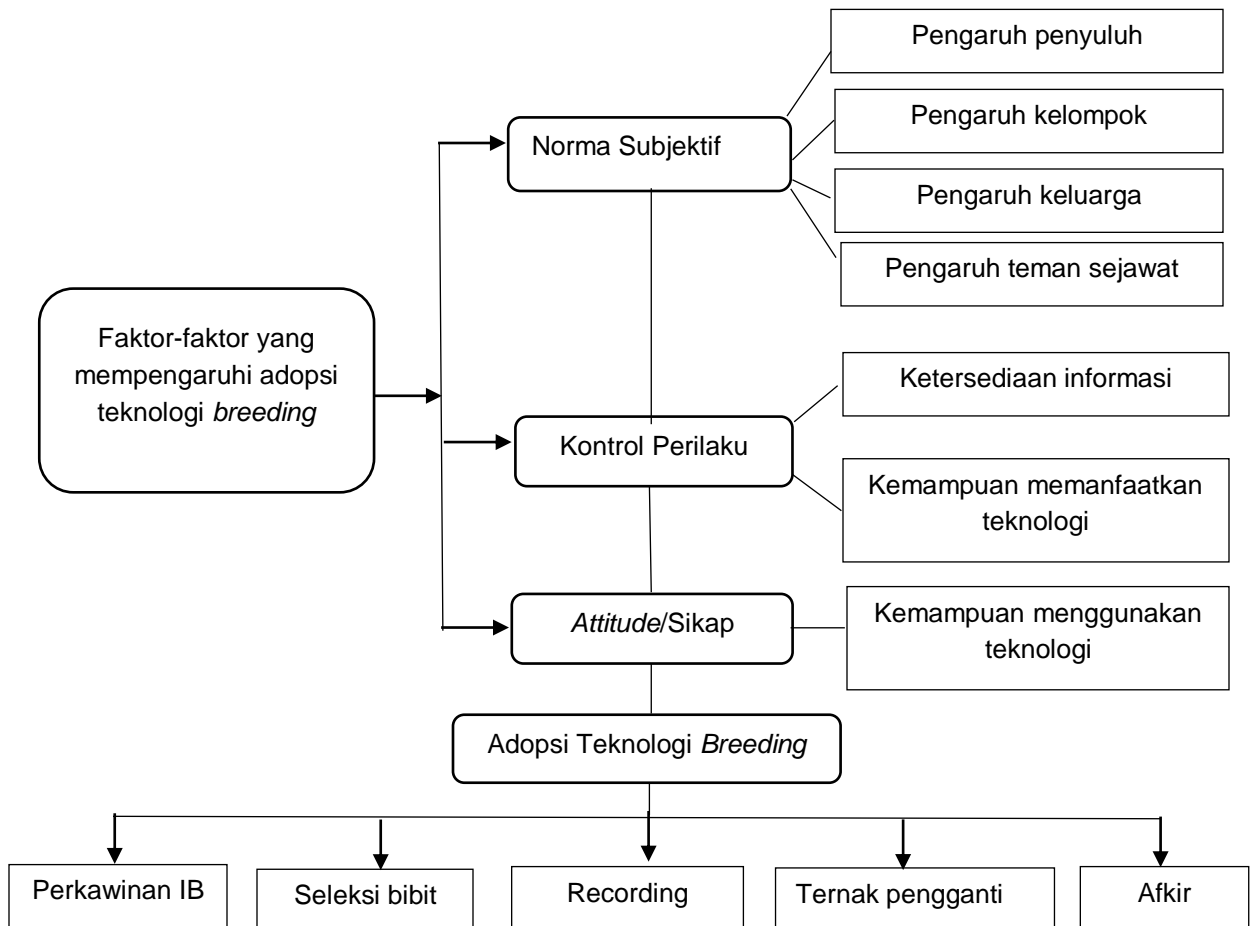 Pengaruh penyuluh
Pengaruh kelompok
Norma Subjektif
Pengaruh keluarga
Pengaruh teman sejawat
Faktor-faktor yang
mempengaruhi adopsi
teknologi breeding
Ketersediaan informasi
Kontrol Perilaku
Kemampuan memanfaatkan
teknologi
Attitude/Sikap
Kemampuan menggunakan
teknologi
Adopsi Teknologi Breeding
Perkawinan IB
Seleksi bibit
Recording
Ternak pengganti
Afkir